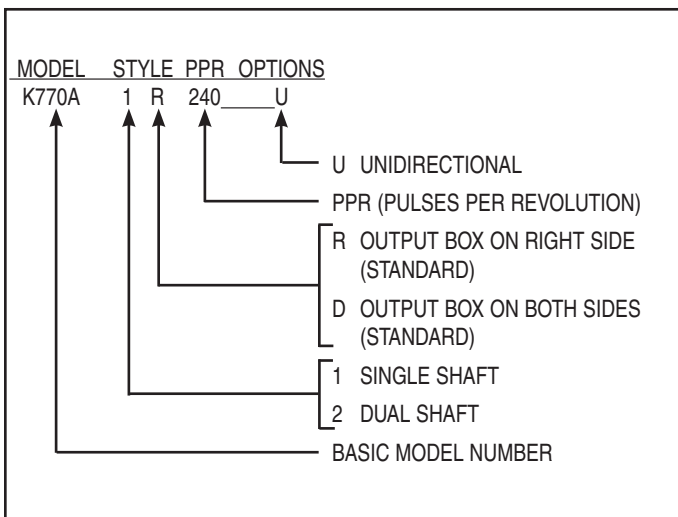 MODEL STYLE PPR OPTIONS
K770A 1 R 240____U
U UNIDIRECTIONAL
PPR (PULSES PER REVOLUTION)
R OUTPUT BOX ON RIGHT SIDE
(STANDARD)
D OUTPUT BOX ON BOTH SIDES
(STANDARD)
1 SINGLE SHAFT
2 DUAL SHAFT
BASIC MODEL NUMBER